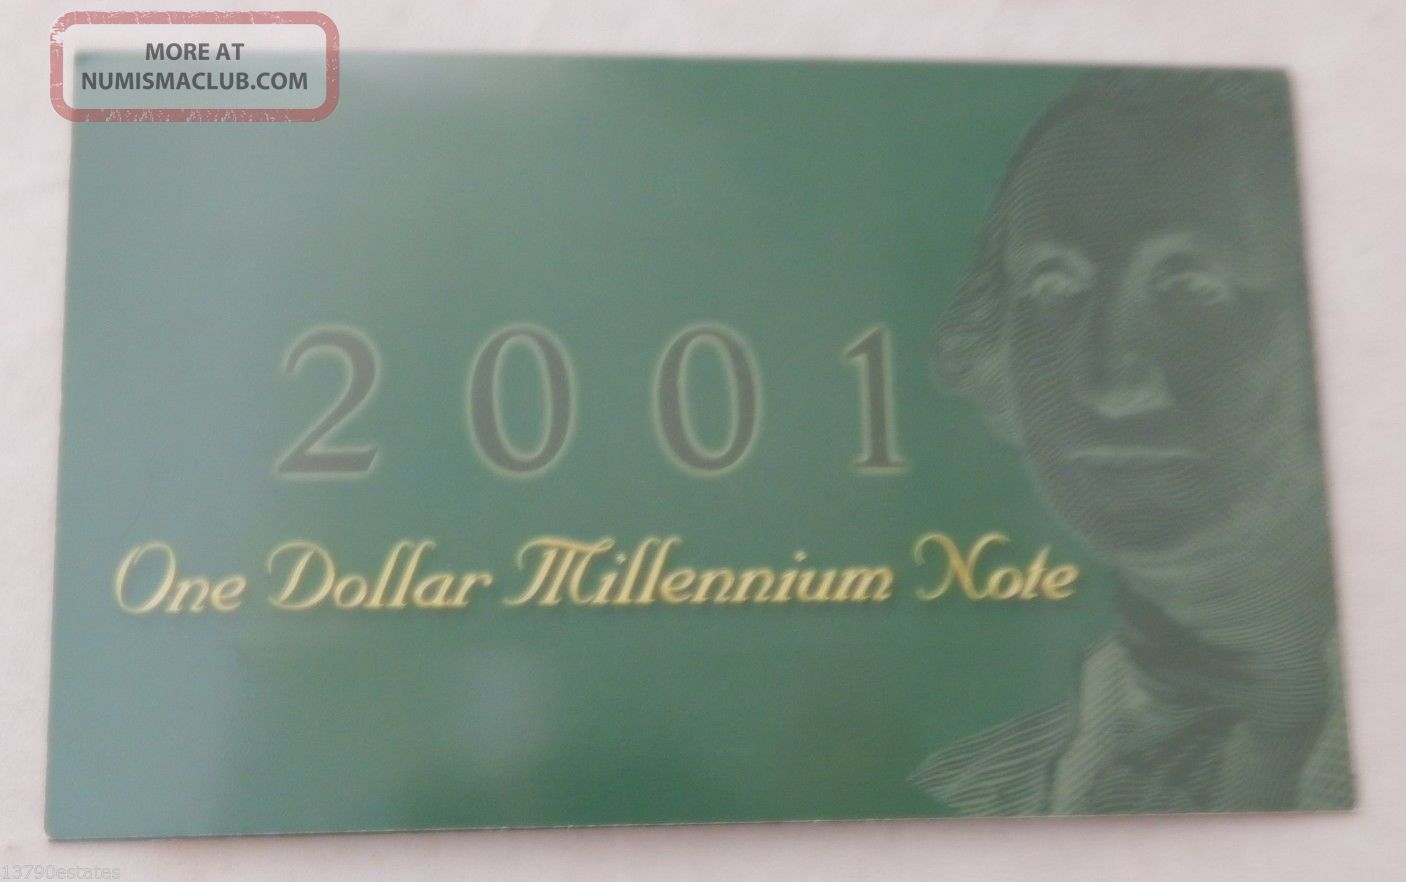 MORE AT
NUMISMACLUB.COM
2001
One Dollar Millennium Note
13790estates